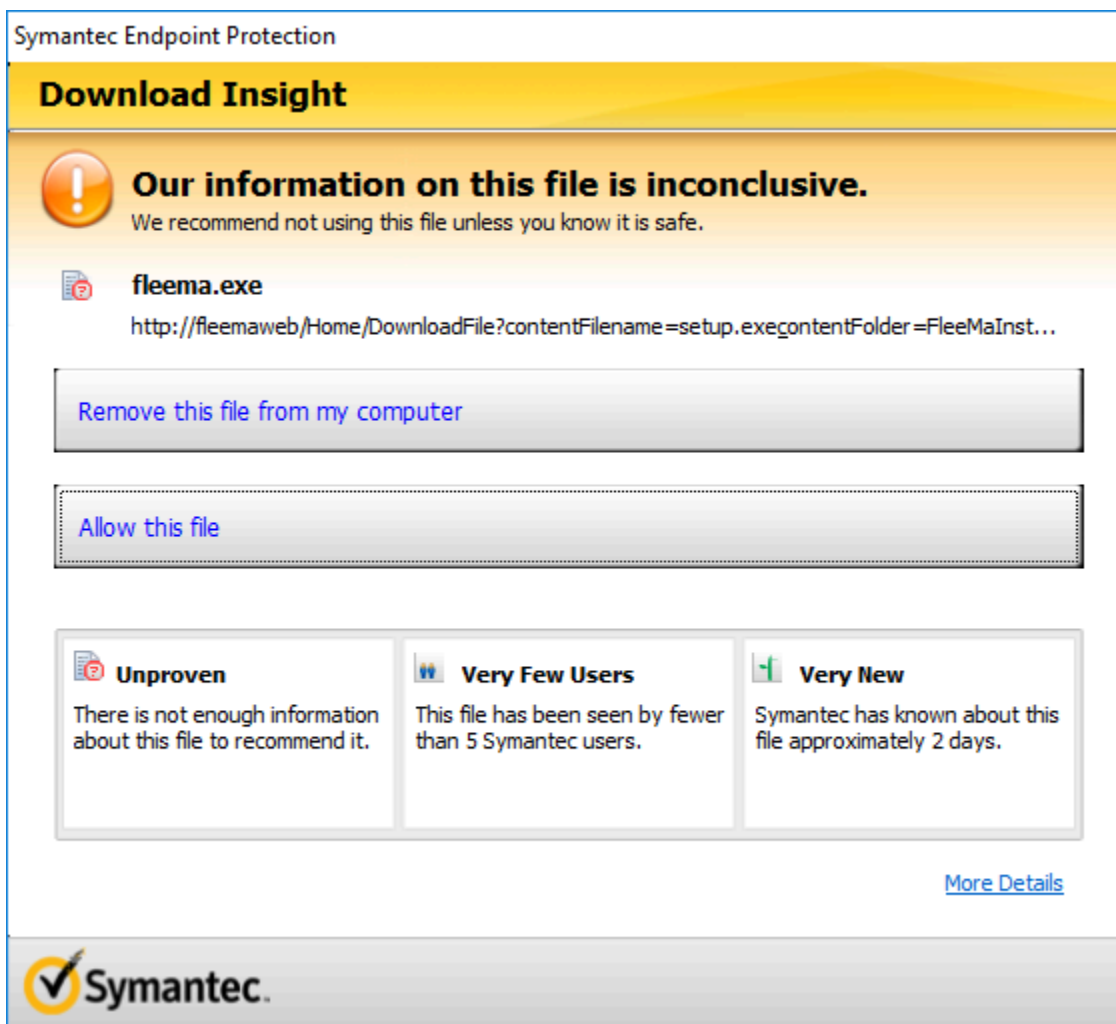 Symantec Endpoint Protection
Download Insight
Our information on this file is inconclusive.
We recommend not using this file unless you know it is safe.
fleema.exe
http://fleemaweb/Home/DownloadFile?contentFilename=setup.execontentFolder=FleeMaInst...
Remove this file from my computer
Allow this file
Unproven
There is not enough information
about this file to recommend it.
Very Few Users
This file has been seen by fewer
than 5 Symantec users.
Very New
Symantec has known about this
file approximately 2 days.
More Details
Symantec.